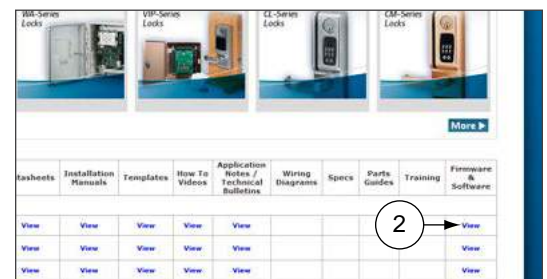 WA-Series
Locks
VIP-Series
Locks
CL-Series
Locks
CM-Series
Locks
More
tasheets
Installation
Manuals
Templates
How To
Videos
Application
Notes /
Technical
Bulletins
Wiring
Diagrams
Specs
Parts
Guides
Training
Firmware
&
Software
View View View View View 2 View
View View View View View View
View View View View View View